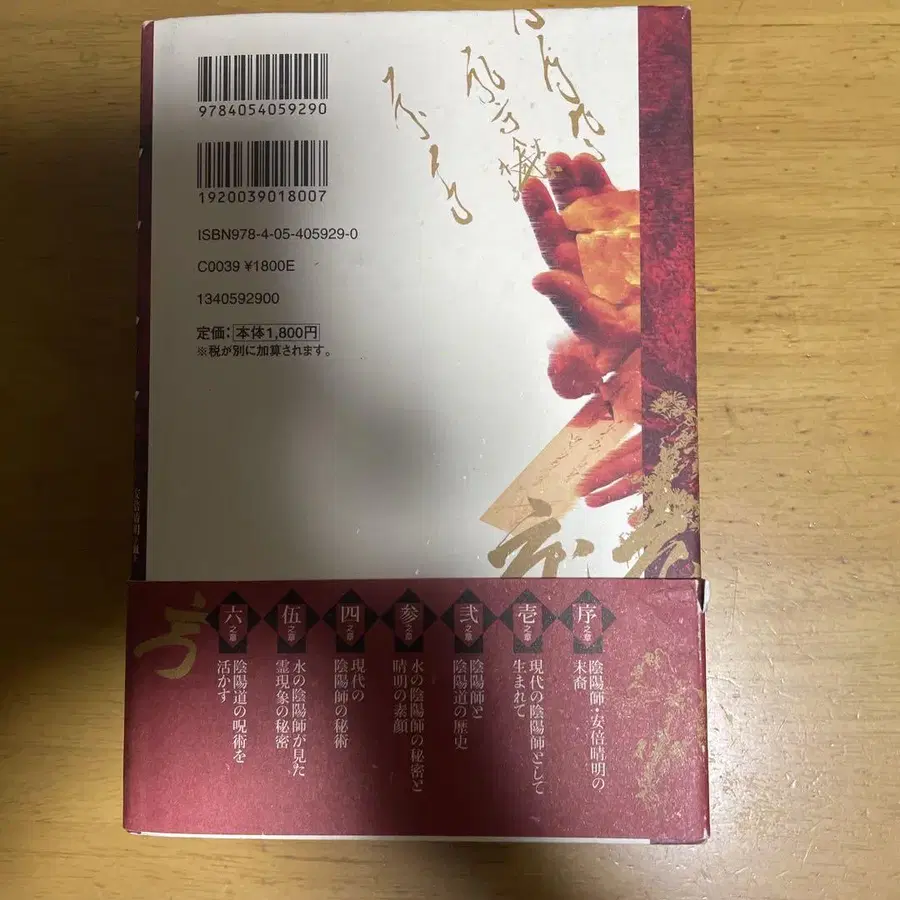 9784054059290
1920039018007
ISBN978-4-05-405929-0
C0039 ¥1800E
1340592900
定価：本体1,800円
※税が別に加算されます。
序之章
陰陽師・安倍晴明の
末裔
壱之章
現代の陰陽師として
生まれて
弐之章
陰陽師と
陰陽道の歴史
参之章
水の陰陽師の秘密と
晴明の素顔
四之章
現代の
陰陽師の秘術
伍之章
水の陰陽師が見た
霊現象の秘密
六之章
陰陽道の呪術を
活かす